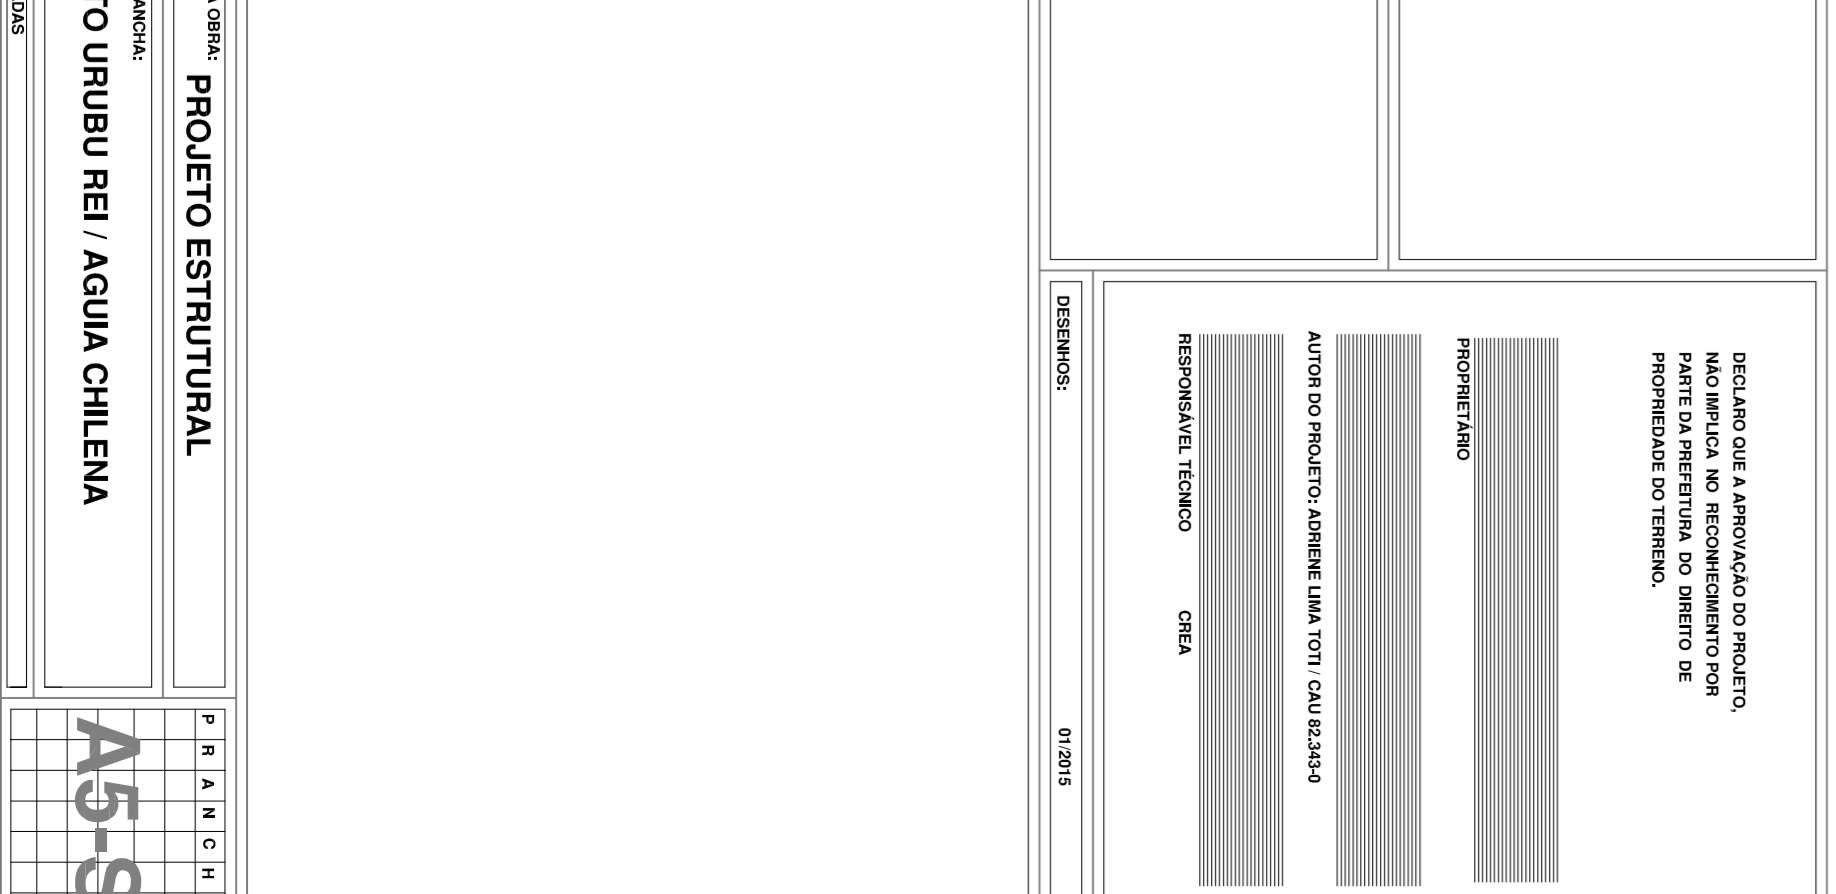 DECLARO QUE A APROVAÇÃO DO PROJETO,
NÃO IMPLICA NO RECONHECIMENTO POR
PARTE DA PREFEITURA DO DIREITO DE
PROPRIEDADE DO TERRENO.
PROPRIETÁRIO
AUTOR DO PROJETO: ADRIENE LIMA TOTI / CAU 82.343-0
RESPONSÁVEL TÉCNICO CREA
DESENHOS: 01/2015
A OBRA:
PROJETO ESTRUTURAL
ANCHA:
TO URUBU REI / AGUIA CHILENA
DAS
P R A N C H
A5-S